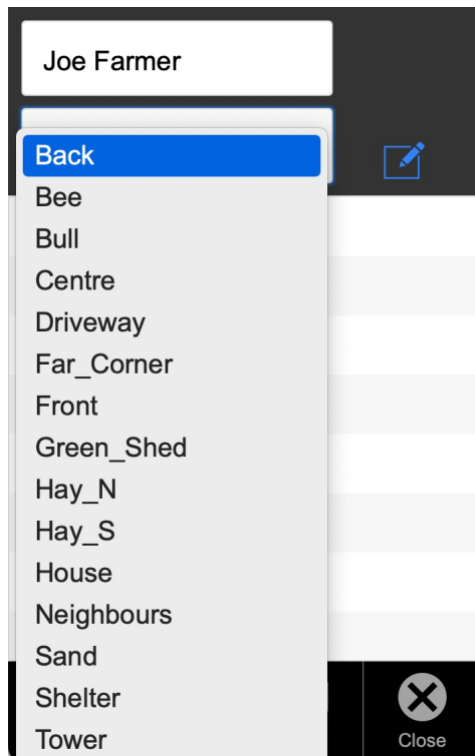 Joe Farmer
Back
Bee
Bull
Centre
Driveway
Far_Corner
Front
Green_Shed
Hay_N
Hay_S
House
Neighbours
Sand
Shelter
Tower
Close